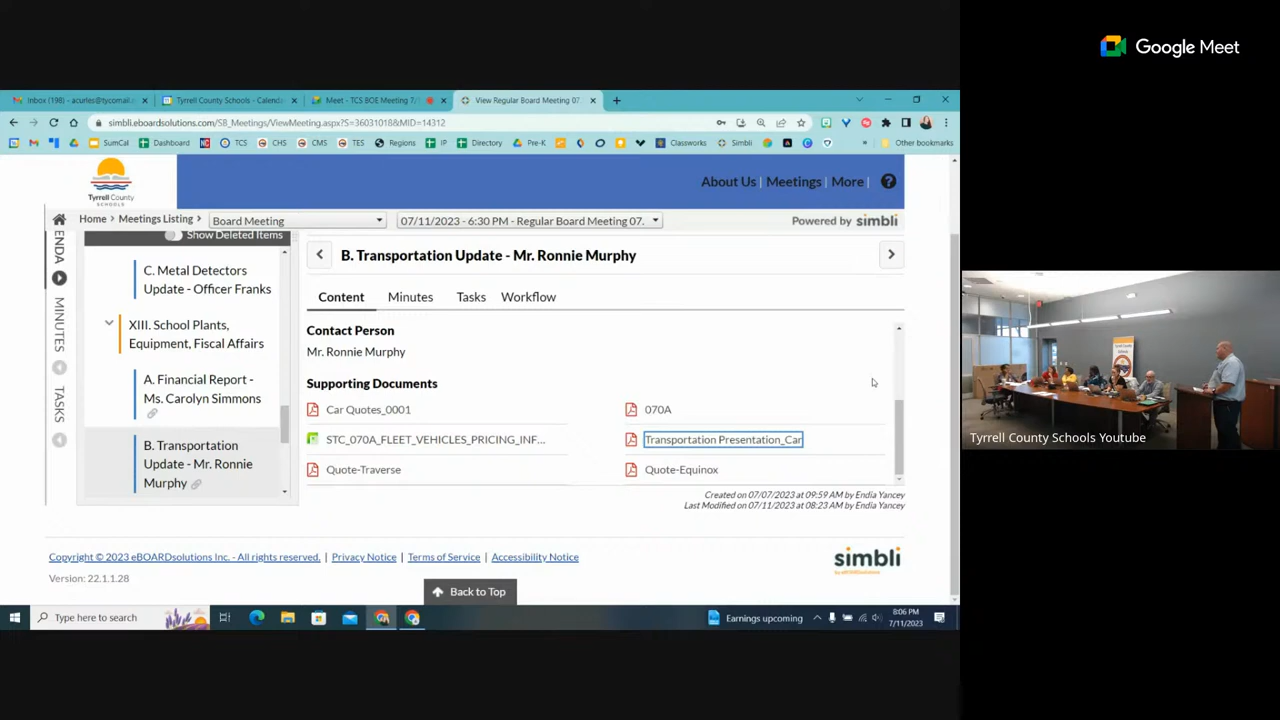 Google Meet
Inbox (198) - acurles@tycomail.
Tyrrell County Schools - Calenda
Meet - TCS BOE Meeting 7/
View Regular Board Meeting 07.
simbli.eboardsolutions.com/SB_Meetings/ViewMeeting.aspx?S=36031018&MID=14312
SumCal Dashboard TCS CHS CMS TES Regions IP Directory Pre-K Classworks Simbli » Other bookmarks
Tyrrell County
SCHOOLS
About Us | Meetings | More |
Home > Meetings Listing >
Board Meeting
07/11/2023 - 6:30 PM - Regular Board Meeting 07.
Powered by simbli
ENDA
MINUTES
TASKS
Show Deleted Items
C. Metal Detectors
Update - Officer Franks
XIII. School Plants,
Equipment, Fiscal Affairs
A. Financial Report -
Ms. Carolyn Simmons
B. Transportation
Update - Mr. Ronnie
Murphy
B. Transportation Update - Mr. Ronnie Murphy
Content Minutes Tasks Workflow
Contact Person
Mr. Ronnie Murphy
Supporting Documents
Car Quotes_0001
070A
STC_070A_FLEET_VEHICLES_PRICING_INF...
Transportation Presentation_Car
Quote-Traverse
Quote-Equinox
Created on 07/07/2023 at 09:59 AM by Endia Yancey
Last Modified on 07/11/2023 at 08:23 AM by Endia Yancey
Copyright © 2023 eBOARDsolutions Inc. - All rights reserved. | Privacy Notice | Terms of Service | Accessibility Notice
simbli
Version: 22.1.1.28
Back to Top
Type here to search
Earnings upcoming
8:06 PM
7/11/2023
Tyrrell County Schools Youtube